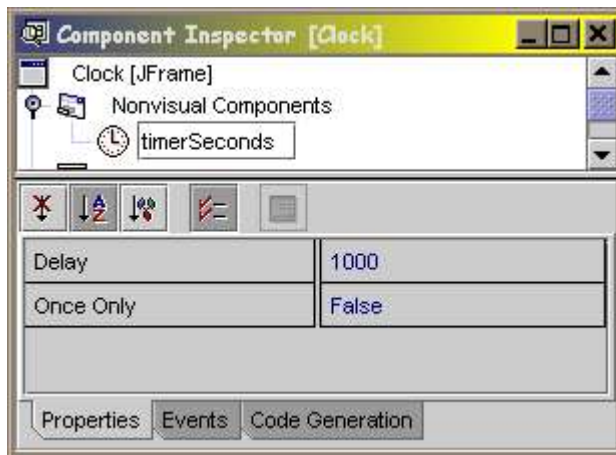 Component Inspector [Clock]
Clock [JFrame]
Nonvisual Components
timerSeconds
Delay 1000
Once Only False
Properties Events Code Generation